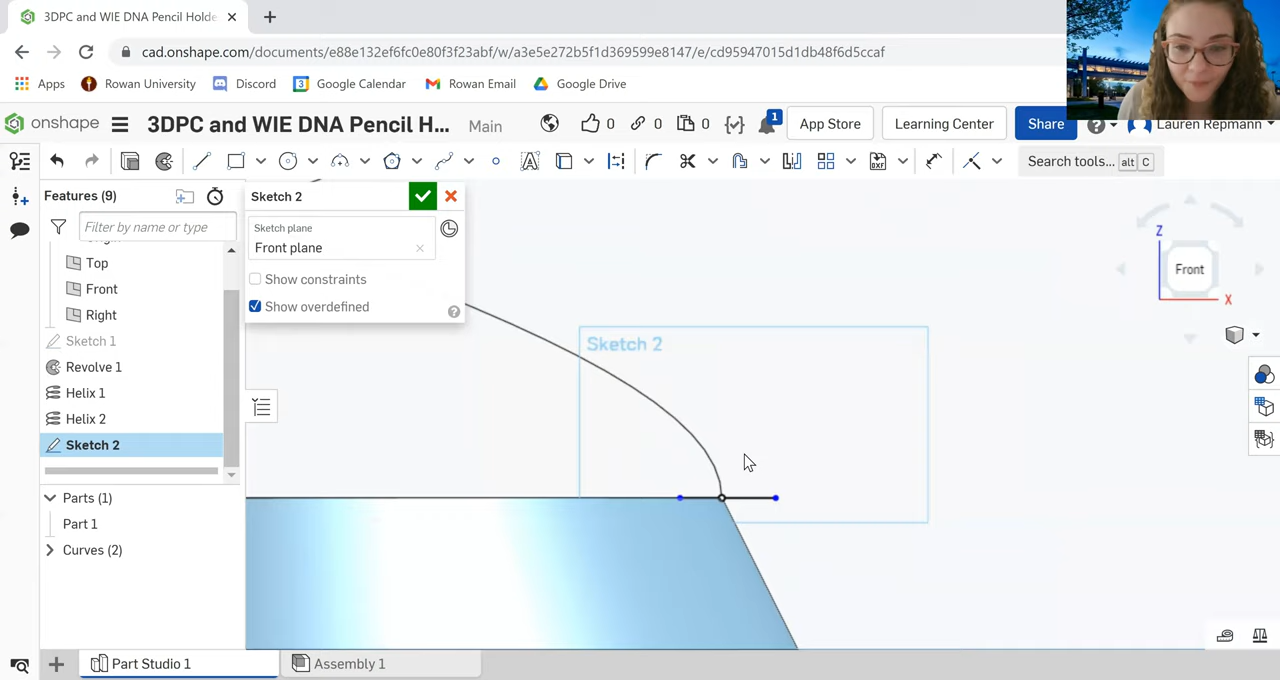 3DPC and WIE DNA Pencil Holde
cad.onshape.com/documents/e88e132ef6fc0e80f3f23abf/w/a3e5e272b5f1d369599e8147/e/cd95947015d1db48f6d5ccaf
Apps Rowan University Discord Google Calendar Rowan Email Google Drive
onshape 3DPC and WIE DNA Pencil H... Main 0 0 0 1 App Store Learning Center Share Lauren Repmann
Search tools... alt C
Features (9)
Filter by name or type
Top
Front
Right
Sketch 1
Revolve 1
Helix 1
Helix 2
Sketch 2
Parts (1)
Part 1
Curves (2)
Sketch 2
Sketch plane
Front plane
Show constraints
Show overdefined
Sketch 2
Z
Front
X
Part Studio 1 Assembly 1